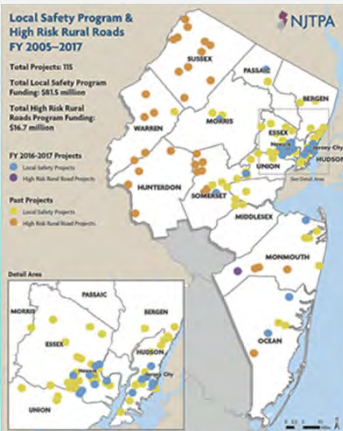 Local Safety Program &
High Risk Rural Roads
FY 2005–2017
NJTPA
Total Projects: 115
Total Local Safety Program
Funding: $81.5 million
Total High Risk Rural
Roads Program Funding:
$16.7 million
FY 2016-2017 Projects
Local Safety Projects
High Risk Rural Road Projects
Past Projects
Local Safety Projects
High Risk Rural Road Projects
SUSSEX
PASSAIC
BERGEN
WARREN
MORRIS
ESSEX
Newark
Jersey City
HUDSON
UNION
See Detail Area
HUNTERDON
SOMERSET
MIDDLESEX
MONMOUTH
OCEAN
Detail Area
MORRIS
PASSAIC
BERGEN
ESSEX
HUDSON
Newark
Jersey City
UNION